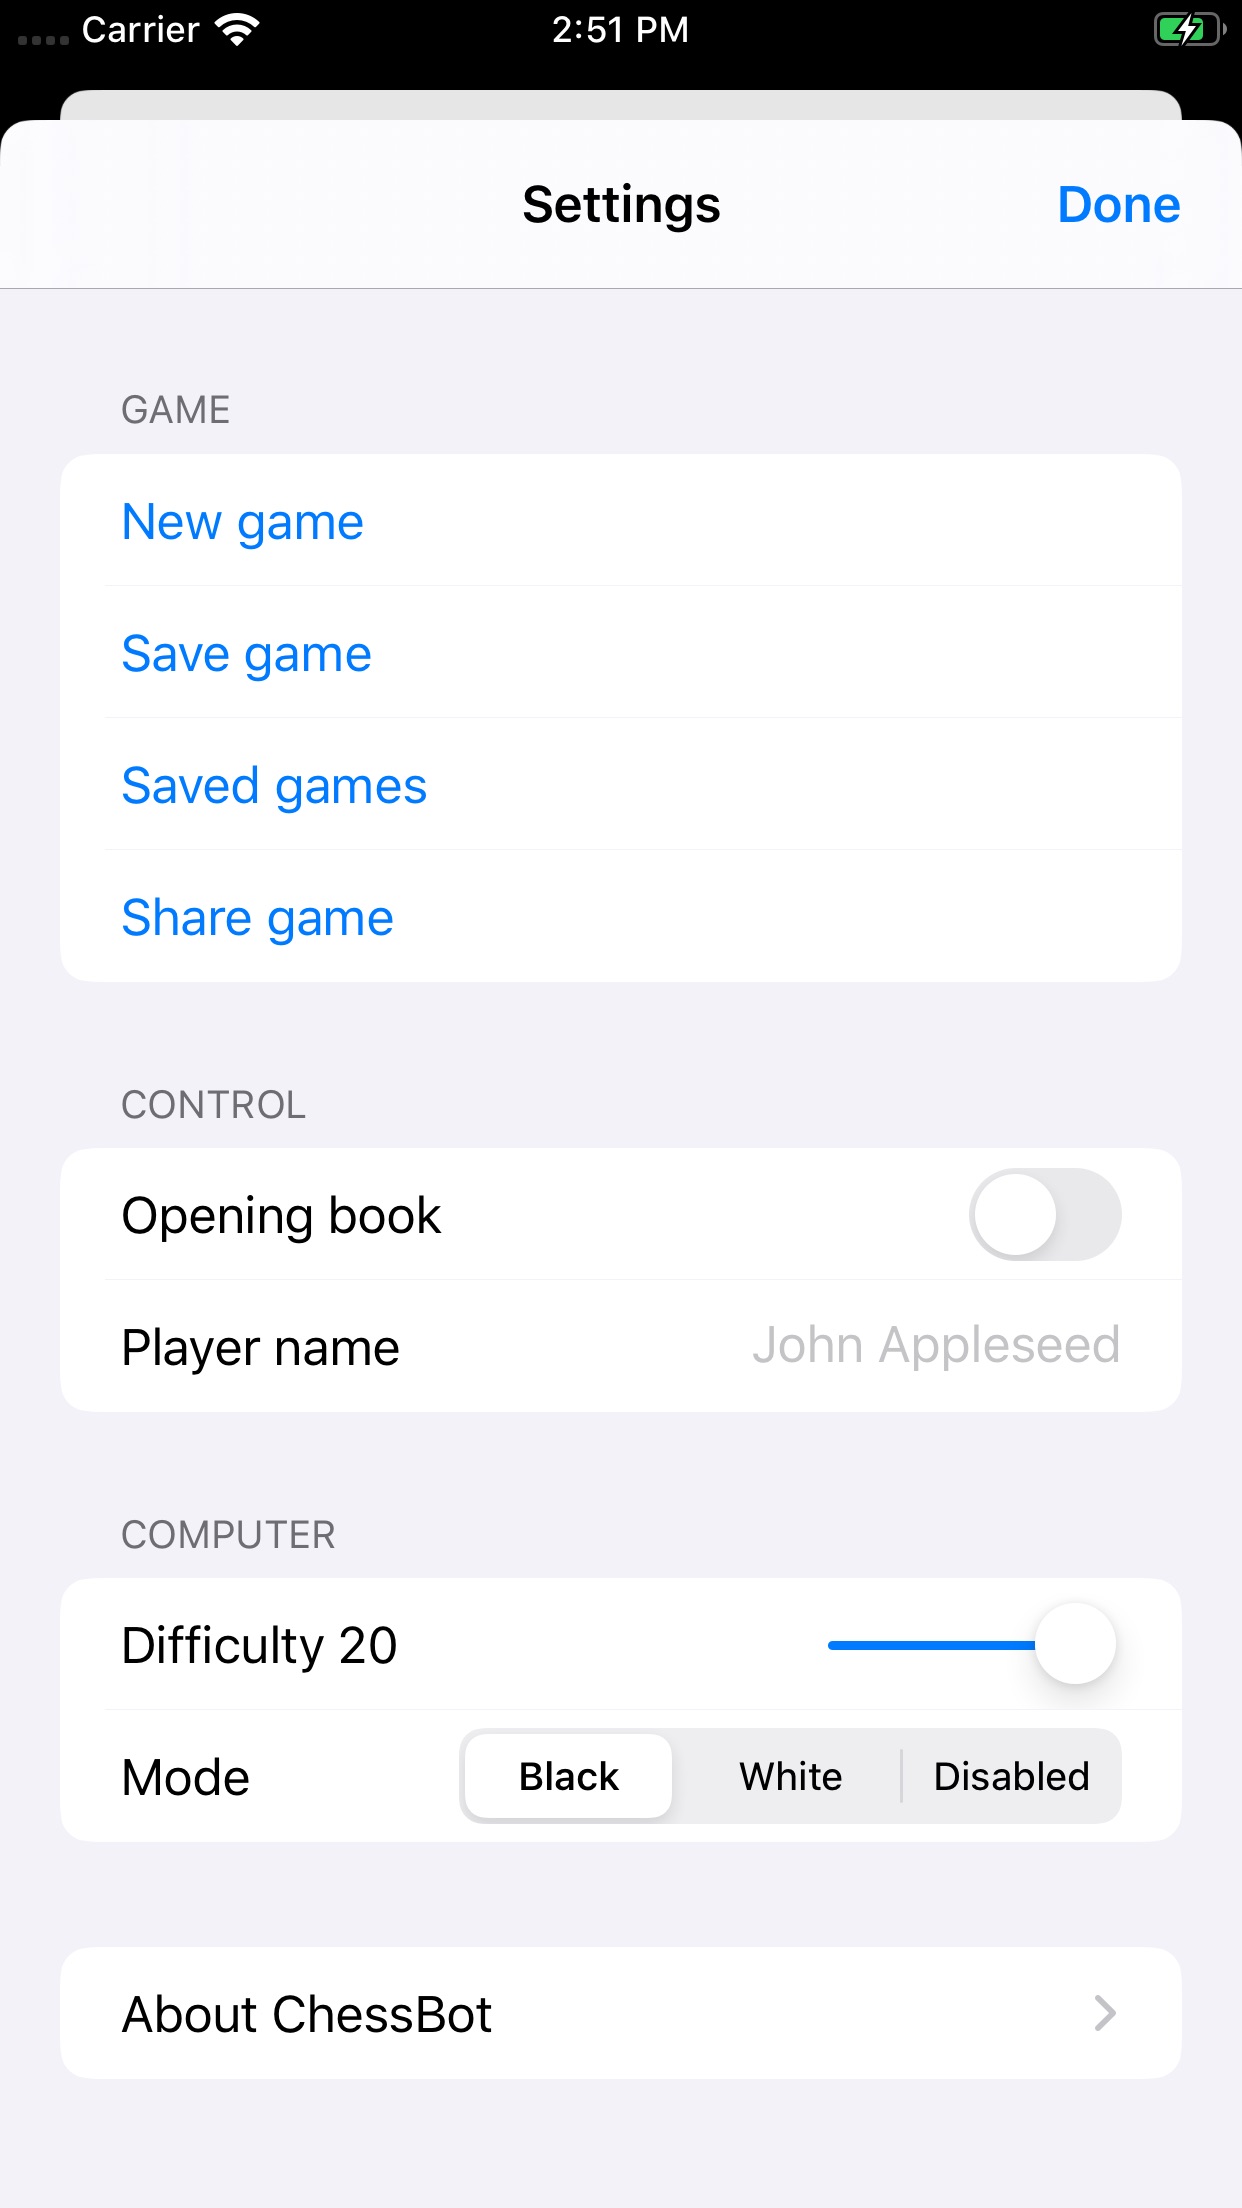 Carrier 2:51 PM
Settings Done
GAME
New game
Save game
Saved games
Share game
CONTROL
Opening book
Player name John Appleseed
COMPUTER
Difficulty 20
Mode Black White Disabled
About ChessBot